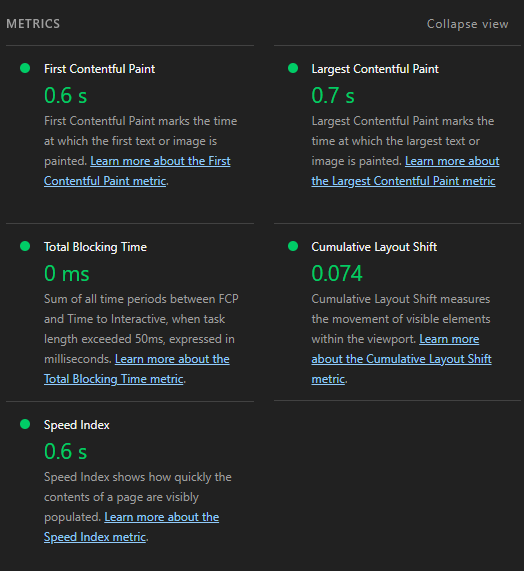 METRICS
Collapse view
First Contentful Paint
0.6 s
First Contentful Paint marks the time
at which the first text or image is
painted. Learn more about the First
Contentful Paint metric.
Largest Contentful Paint
0.7 s
Largest Contentful Paint marks the
time at which the largest text or
image is painted. Learn more about
the Largest Contentful Paint metric
Total Blocking Time
0 ms
Sum of all time periods between FCP
and Time to Interactive, when task
length exceeded 50ms, expressed in
milliseconds. Learn more about the
Total Blocking Time metric.
Cumulative Layout Shift
0.074
Cumulative Layout Shift measures
the movement of visible elements
within the viewport. Learn more
about the Cumulative Layout Shift
metric.
Speed Index
0.6 s
Speed Index shows how quickly the
contents of a page are visibly
populated. Learn more about the
Speed Index metric.